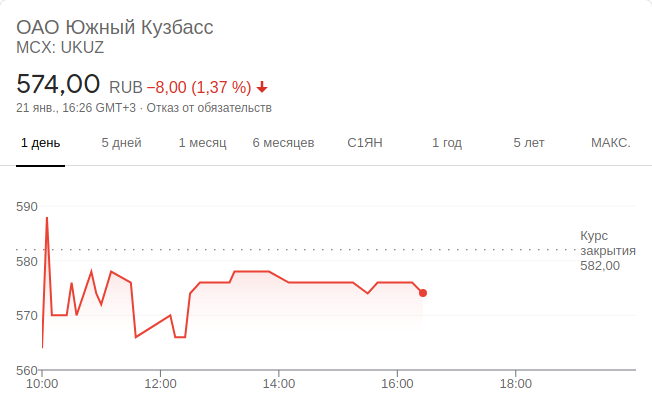 ОАО Южный Кузбасс
MCX: UKUZ
574,00 RUB −8,00 (1,37 %)
21 янв., 16:26 GMT+3 · Отказ от обязательств
1 день 5 дней 1 месяц 6 месяцев С1ЯН 1 год 5 лет МАКС.
590
Курс
закрытия
582,00
580
570
560
10:00 12:00 14:00 16:00 18:00